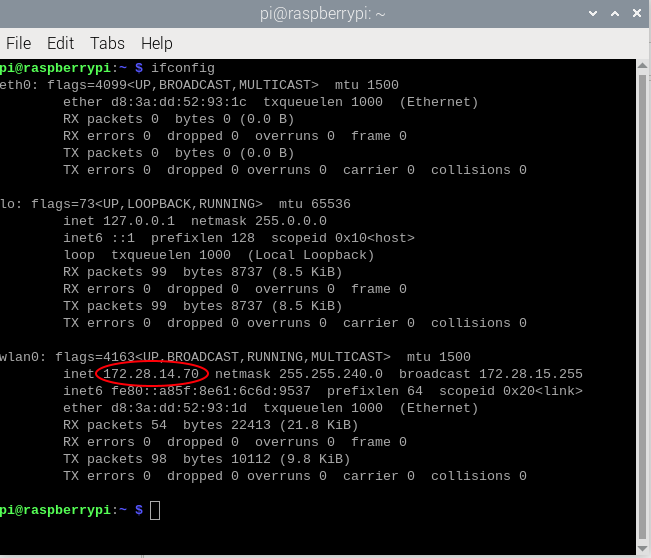 pi@raspberrypi: ~
File Edit Tabs Help
pi@raspberrypi:~ $ ifconfig
eth0: flags=4099<UP,BROADCAST,MULTICAST>  mtu 1500
        ether d8:3a:dd:52:93:1c  txqueuelen 1000  (Ethernet)
        RX packets 0  bytes 0 (0.0 B)
        RX errors 0  dropped 0  overruns 0  frame 0
        TX packets 0  bytes 0 (0.0 B)
        TX errors 0  dropped 0 overruns 0  carrier 0  collisions 0
lo: flags=73<UP,LOOPBACK,RUNNING>  mtu 65536
        inet 127.0.0.1  netmask 255.0.0.0
        inet6 ::1  prefixlen 128  scopeid 0x10<host>
        loop  txqueuelen 1000  (Local Loopback)
        RX packets 99  bytes 8737 (8.5 KiB)
        RX errors 0  dropped 0  overruns 0  frame 0
        TX packets 99  bytes 8737 (8.5 KiB)
        TX errors 0  dropped 0 overruns 0  carrier 0  collisions 0
wlan0: flags=4163<UP,BROADCAST,RUNNING,MULTICAST>  mtu 1500
        inet 172.28.14.70  netmask 255.255.240.0  broadcast 172.28.15.255
        inet6 fe80::a85f:8e61:6c6d:9537  prefixlen 64  scopeid 0x20<link>
        ether d8:3a:dd:52:93:1d  txqueuelen 1000  (Ethernet)
        RX packets 54  bytes 22413 (21.8 KiB)
        RX errors 0  dropped 0  overruns 0  frame 0
        TX packets 98  bytes 10112 (9.8 KiB)
        TX errors 0  dropped 0 overruns 0  carrier 0  collisions 0
pi@raspberrypi:~ $